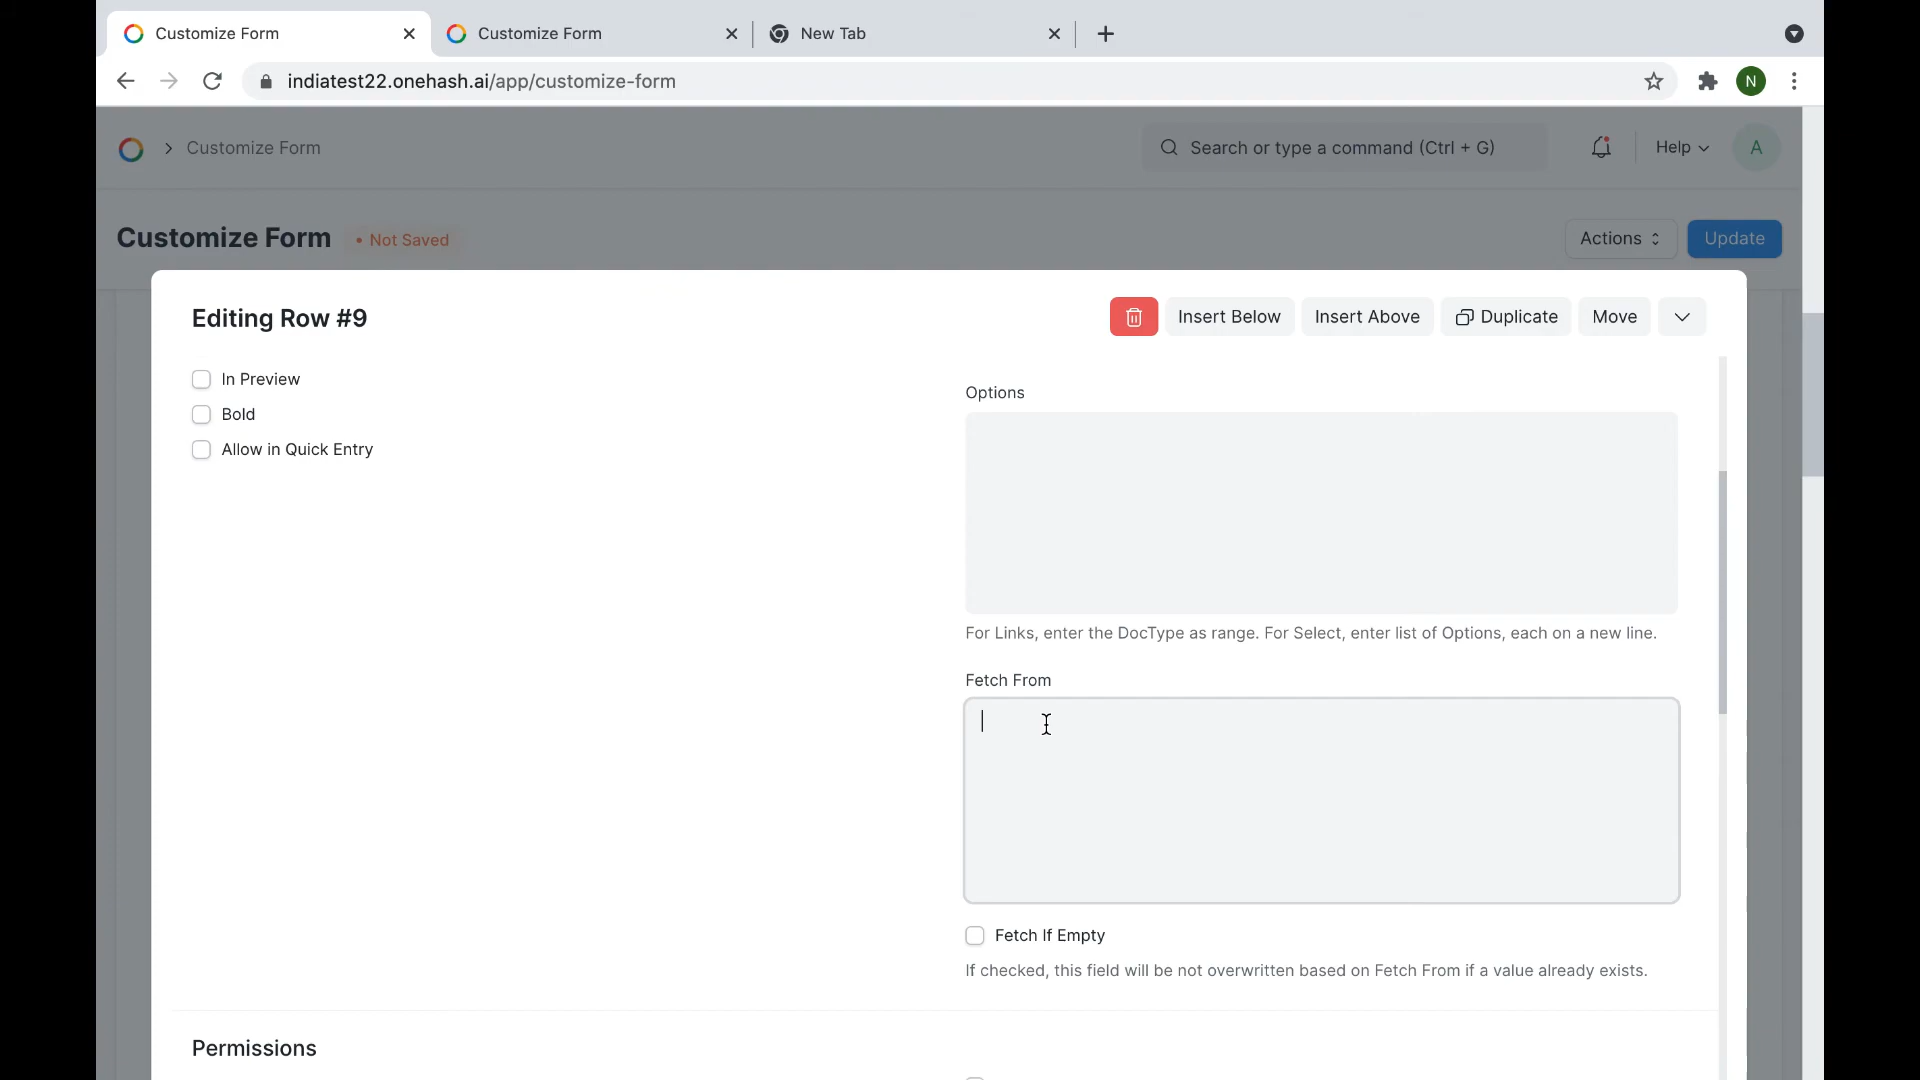 Customize Form
Customize Form
New Tab
indiatest22.onehash.ai/app/customize-form
N
Customize Form
Search or type a command (Ctrl + G)
Help
A
Customize Form
• Not Saved
Actions
Update
Editing Row #9
Insert Below
Insert Above
Duplicate
Move
In Preview
Bold
Allow in Quick Entry
Options
For Links, enter the DocType as range. For Select, enter list of Options, each on a new line.
Fetch From
Fetch If Empty
If checked, this field will be not overwritten based on Fetch From if a value already exists.
Permissions